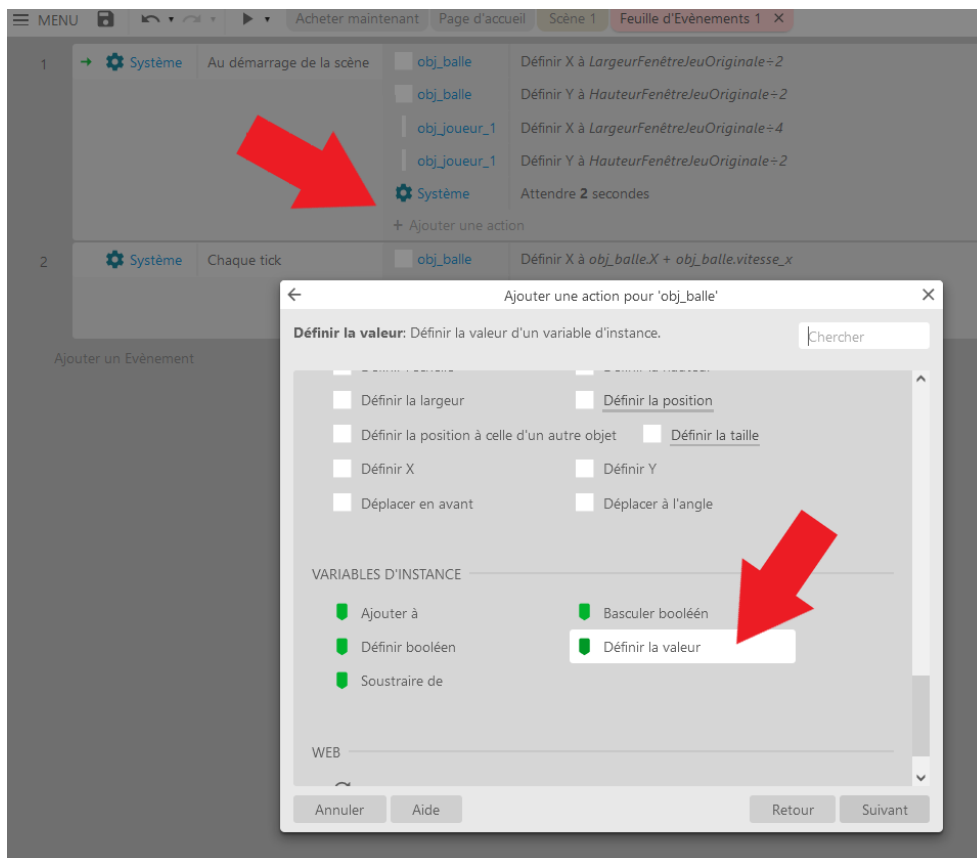 MENU Acheter maintenant Page d'accueil Scène 1 Feuille d'Evènements 1
1 Système Au démarrage de la scène obj_balle Définir X à LargeurFenêtreJeuOriginale÷2
obj_balle Définir Y à HauteurFenêtreJeuOriginale÷2
obj_joueur_1 Définir X à LargeurFenêtreJeuOriginale÷4
obj_joueur_1 Définir Y à HauteurFenêtreJeuOriginale÷2
Système Attendre 2 secondes
+ Ajouter une action
2 Système Chaque tick obj_balle Définir X à obj_balle.X + obj_balle.vitesse_x
Ajouter un Evènement
Ajouter une action pour 'obj_balle'
Définir la valeur: Définir la valeur d'un variable d'instance. Chercher
Définir la largeur Définir la position
Définir la position à celle d'un autre objet Définir la taille
Définir X Définir Y
Déplacer en avant Déplacer à l'angle
VARIABLES D'INSTANCE
Ajouter à Basculer booléén
Définir booléen Définir la valeur
Soustraire de
WEB
Annuler Aide Retour Suivant